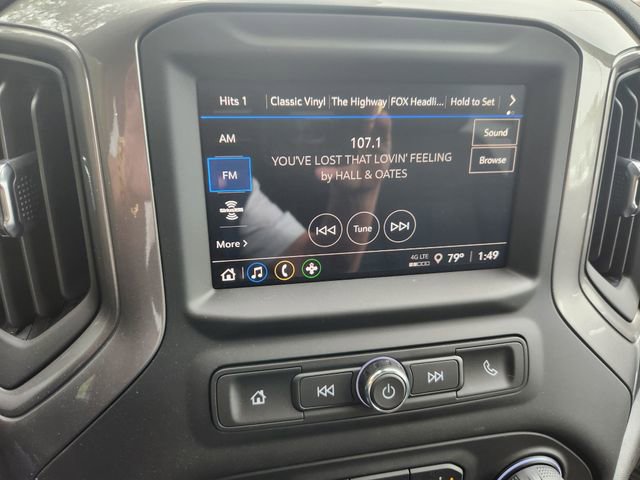 Hits 1 Classic Vinyl The Highway FOX Headli... Hold to Set
AM
107.1
Sound
YOU'VE LOST THAT LOVIN' FEELING
Browse
FM
by HALL & OATES
Tune
More
4G LTE 79° 1:49